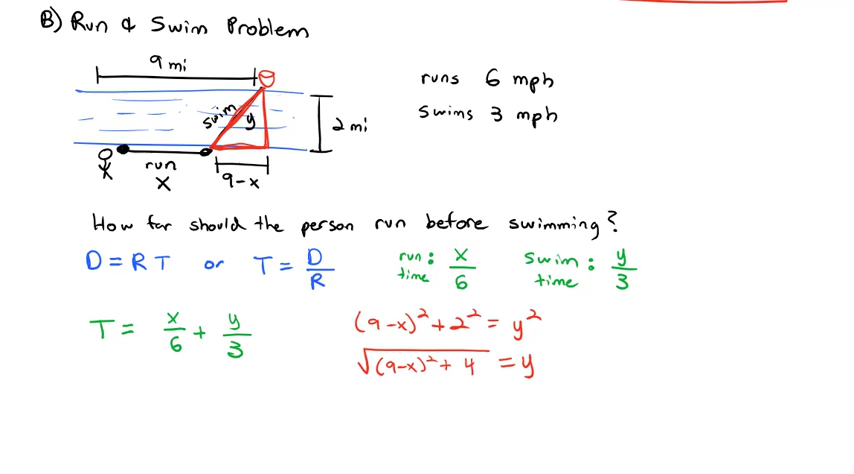 B) Run & Swim Problem
9 mi
runs 6 mph
swims 3 mph
swim
y
2 mi
run
x
9-x
How far should the person run before swimming?
D = R T or T = D/R
run time: x/6
swim time: y/3
T = x/6 + y/3
(9-x)² + 2² = y²
√((9-x)² + 4) = y